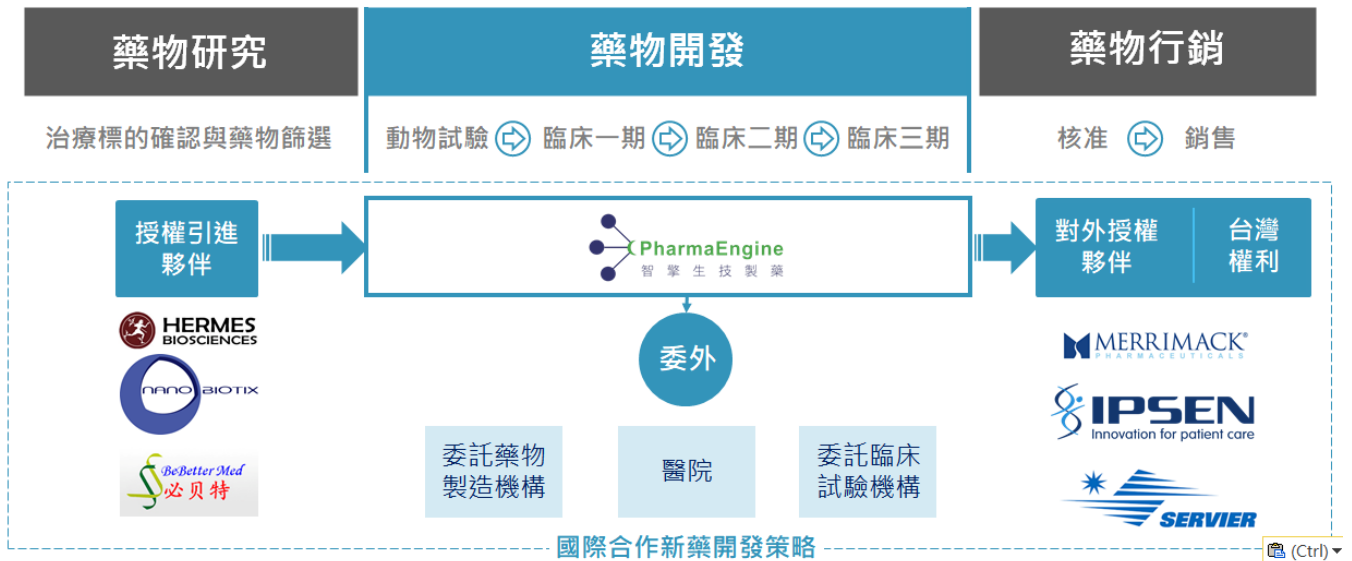 藥物研究
藥物開發
藥物行銷
治療標的確認與藥物篩選
動物試驗 臨床一期 臨床二期 臨床三期
核准 銷售
授權引進
夥伴
PharmaEngine
智擎生技製藥
對外授權
夥伴
台灣
權利
HERMES
BIOSCIENCES
NANOBIOTIX
BeBetter Med
必贝特
委外
委託藥物
製造機構
醫院
委託臨床
試驗機構
MERRIMACK®
PHARMACEUTICALS
IPSEN
Innovation for patient care
SERVIER
國際合作新藥開發策略
(Ctrl)